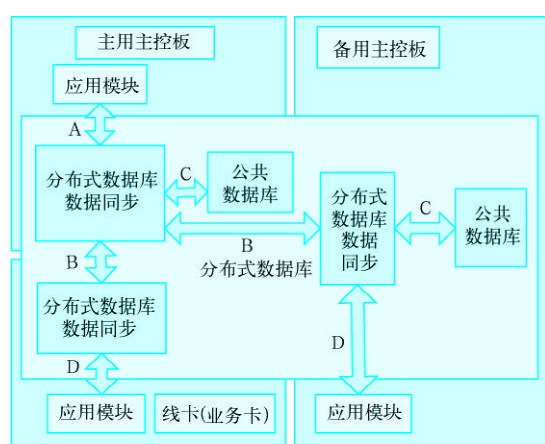 主用主控板
备用主控板
应用模块
A
分布式数据库
数据同步
C
公共
数据库
分布式
数据库
数据
同步
C
公共
数据库
B
分布式数据库
B
分布式数据库
数据同步
D
D
应用模块
线卡(业务卡)
应用模块